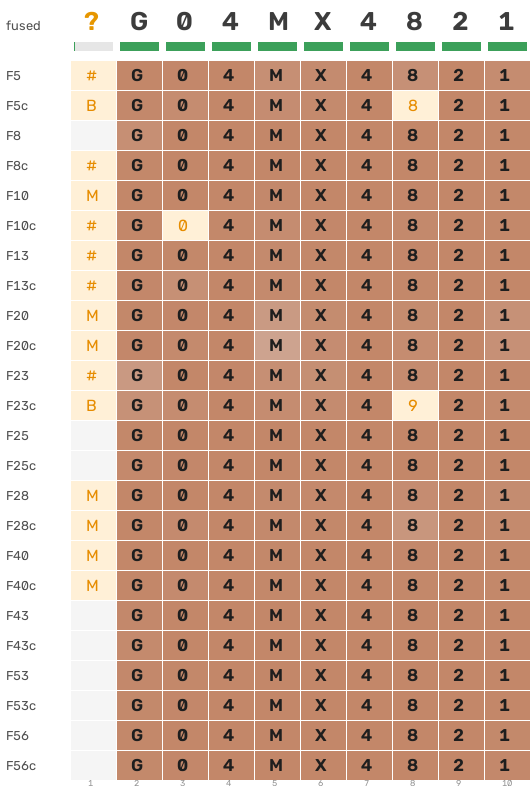 fused ? G 0 4 M X 4 8 2 1
F5 # G 0 4 M X 4 8 2 1
F5c B G 0 4 M X 4 8 2 1
F8 G 0 4 M X 4 8 2 1
F8c # G 0 4 M X 4 8 2 1
F10 M G 0 4 M X 4 8 2 1
F10c # G 0 4 M X 4 8 2 1
F13 # G 0 4 M X 4 8 2 1
F13c # G 0 4 M X 4 8 2 1
F20 M G 0 4 M X 4 8 2 1
F20c M G 0 4 M X 4 8 2 1
F23 # G 0 4 M X 4 8 2 1
F23c B G 0 4 M X 4 9 2 1
F25 G 0 4 M X 4 8 2 1
F25c G 0 4 M X 4 8 2 1
F28 M G 0 4 M X 4 8 2 1
F28c M G 0 4 M X 4 8 2 1
F40 M G 0 4 M X 4 8 2 1
F40c M G 0 4 M X 4 8 2 1
F43 G 0 4 M X 4 8 2 1
F43c G 0 4 M X 4 8 2 1
F53 G 0 4 M X 4 8 2 1
F53c G 0 4 M X 4 8 2 1
F56 G 0 4 M X 4 8 2 1
F56c G 0 4 M X 4 8 2 1
1 2 3 4 5 6 7 8 9 10